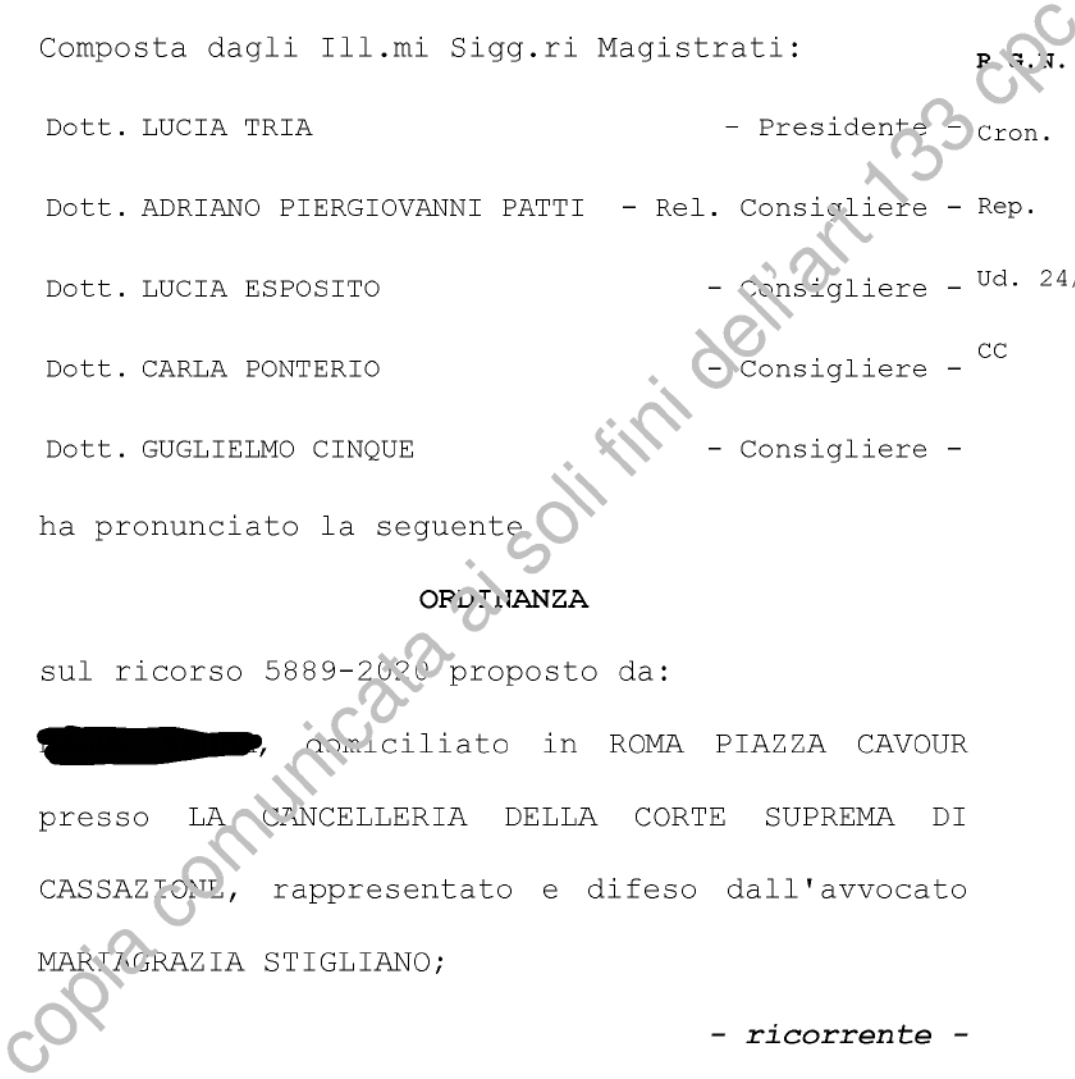 Composta dagli Ill.mi Sigg.ri Magistrati:
R.G.N.
Dott. LUCIA TRIA - Presidente - Cron.
Dott. ADRIANO PIERGIOVANNI PATTI - Rel. Consigliere - Rep.
Dott. LUCIA ESPOSITO - Consigliere - Ud. 24/
Dott. CARLA PONTERIO - Consigliere - CC
Dott. GUGLIELMO CINQUE - Consigliere -
ha pronunciato la seguente
ORDINANZA
sul ricorso 5889-2020 proposto da:
, domiciliato in ROMA PIAZZA CAVOUR
presso LA CANCELLERIA DELLA CORTE SUPREMA DI
CASSAZIONE, rappresentato e difeso dall'avvocato
MARIAGRAZIA STIGLIANO;
- ricorrente -
copia comunicata ai soli fini dell'art 133 cpc